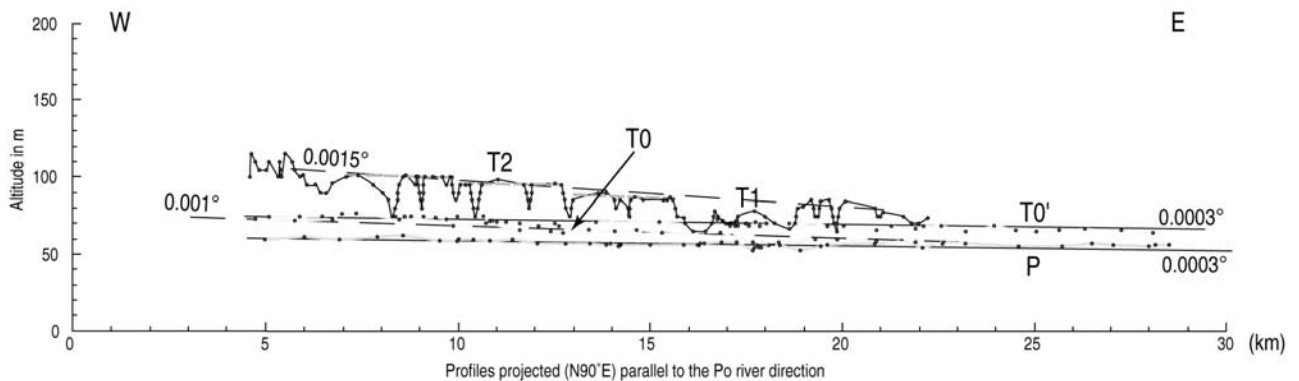 W
E
200
150
100
50
0
Altitude in m
0.0015°
T2
T0
T1
0.001°
T0'
0.0003°
P
0.0003°
0
5
10
15
20
25
30
(km)
Profiles projected (N90°E) parallel to the Po river direction